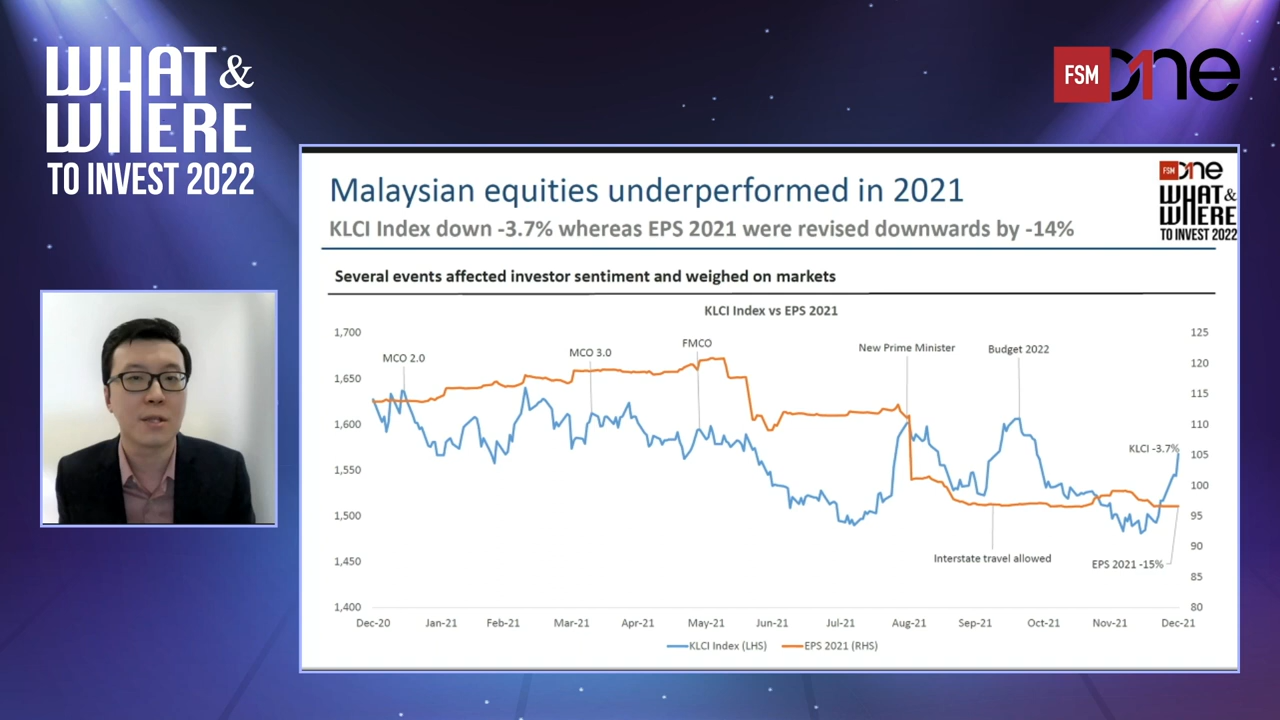 WHAT &
WHERE
TO INVEST 2022
FSM One
Malaysian equities underperformed in 2021
KLCI Index down -3.7% whereas EPS 2021 were revised downwards by -14%
FSM One
WHAT &
WHERE
TO INVEST 2022
Several events affected investor sentiment and weighed on markets
KLCI Index vs EPS 2021
1,700
1,650
1,600
1,550
1,500
1,450
1,400
125
120
115
110
105
100
95
90
85
80
MCO 2.0
MCO 3.0
FMCO
New Prime Minister
Budget 2022
KLCI -3.7%
Interstate travel allowed
EPS 2021 -15%
Dec-20 Jan-21 Feb-21 Mar-21 Apr-21 May-21 Jun-21 Jul-21 Aug-21 Sep-21 Oct-21 Nov-21 Dec-21
KLCI Index (LHS) EPS 2021 (RHS)